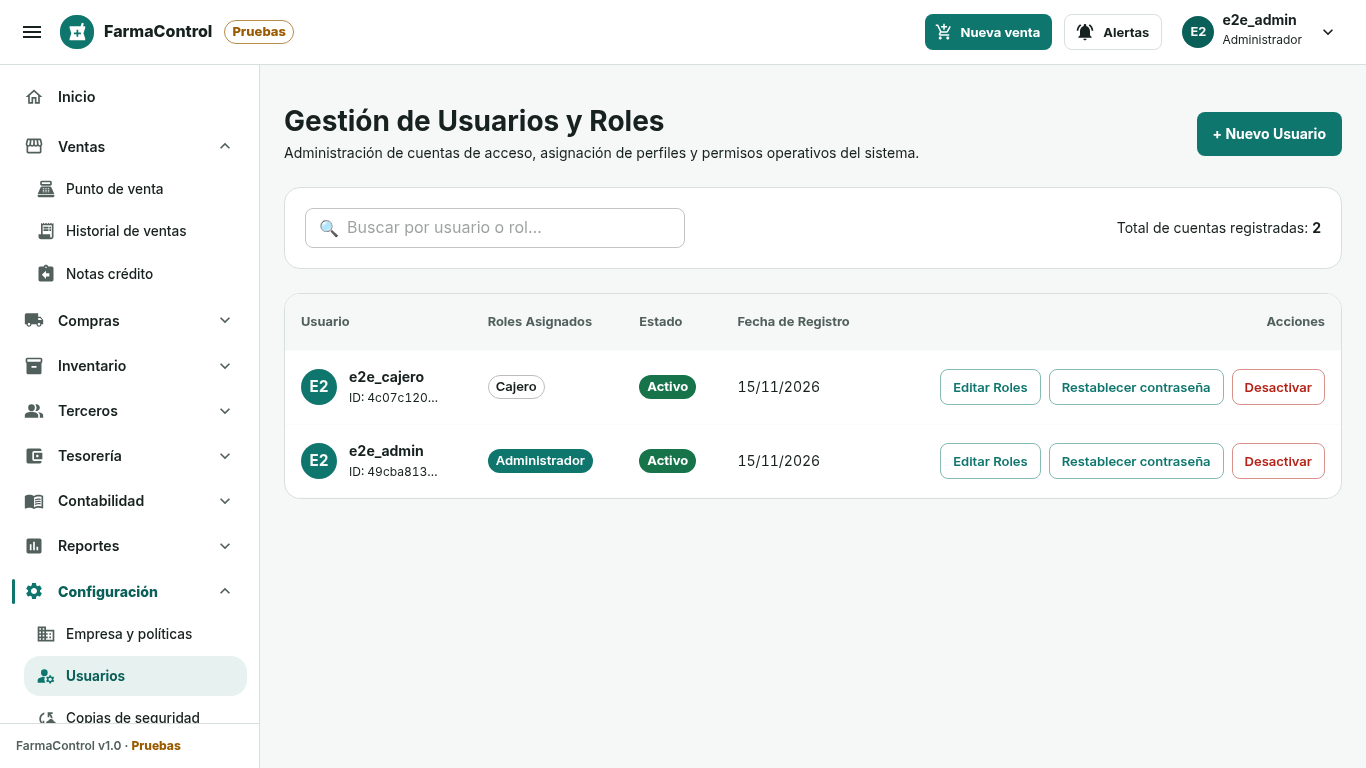 FarmaControl Pruebas
Nueva venta
Alertas
E2
e2e_admin
Administrador
Inicio
Ventas
Punto de venta
Historial de ventas
Notas crédito
Compras
Inventario
Terceros
Tesorería
Contabilidad
Reportes
Configuración
Empresa y políticas
Usuarios
Copias de seguridad
FarmaControl v1.0 · Pruebas
Gestión de Usuarios y Roles
Administración de cuentas de acceso, asignación de perfiles y permisos operativos del sistema.
+ Nuevo Usuario
Buscar por usuario o rol...
Total de cuentas registradas: 2
Usuario Roles Asignados Estado Fecha de Registro Acciones
E2 e2e_cajero Cajero Activo 15/11/2026 Editar Roles Restablecer contraseña Desactivar
ID: 4c07c120...
E2 e2e_admin Administrador Activo 15/11/2026 Editar Roles Restablecer contraseña Desactivar
ID: 49cba813...